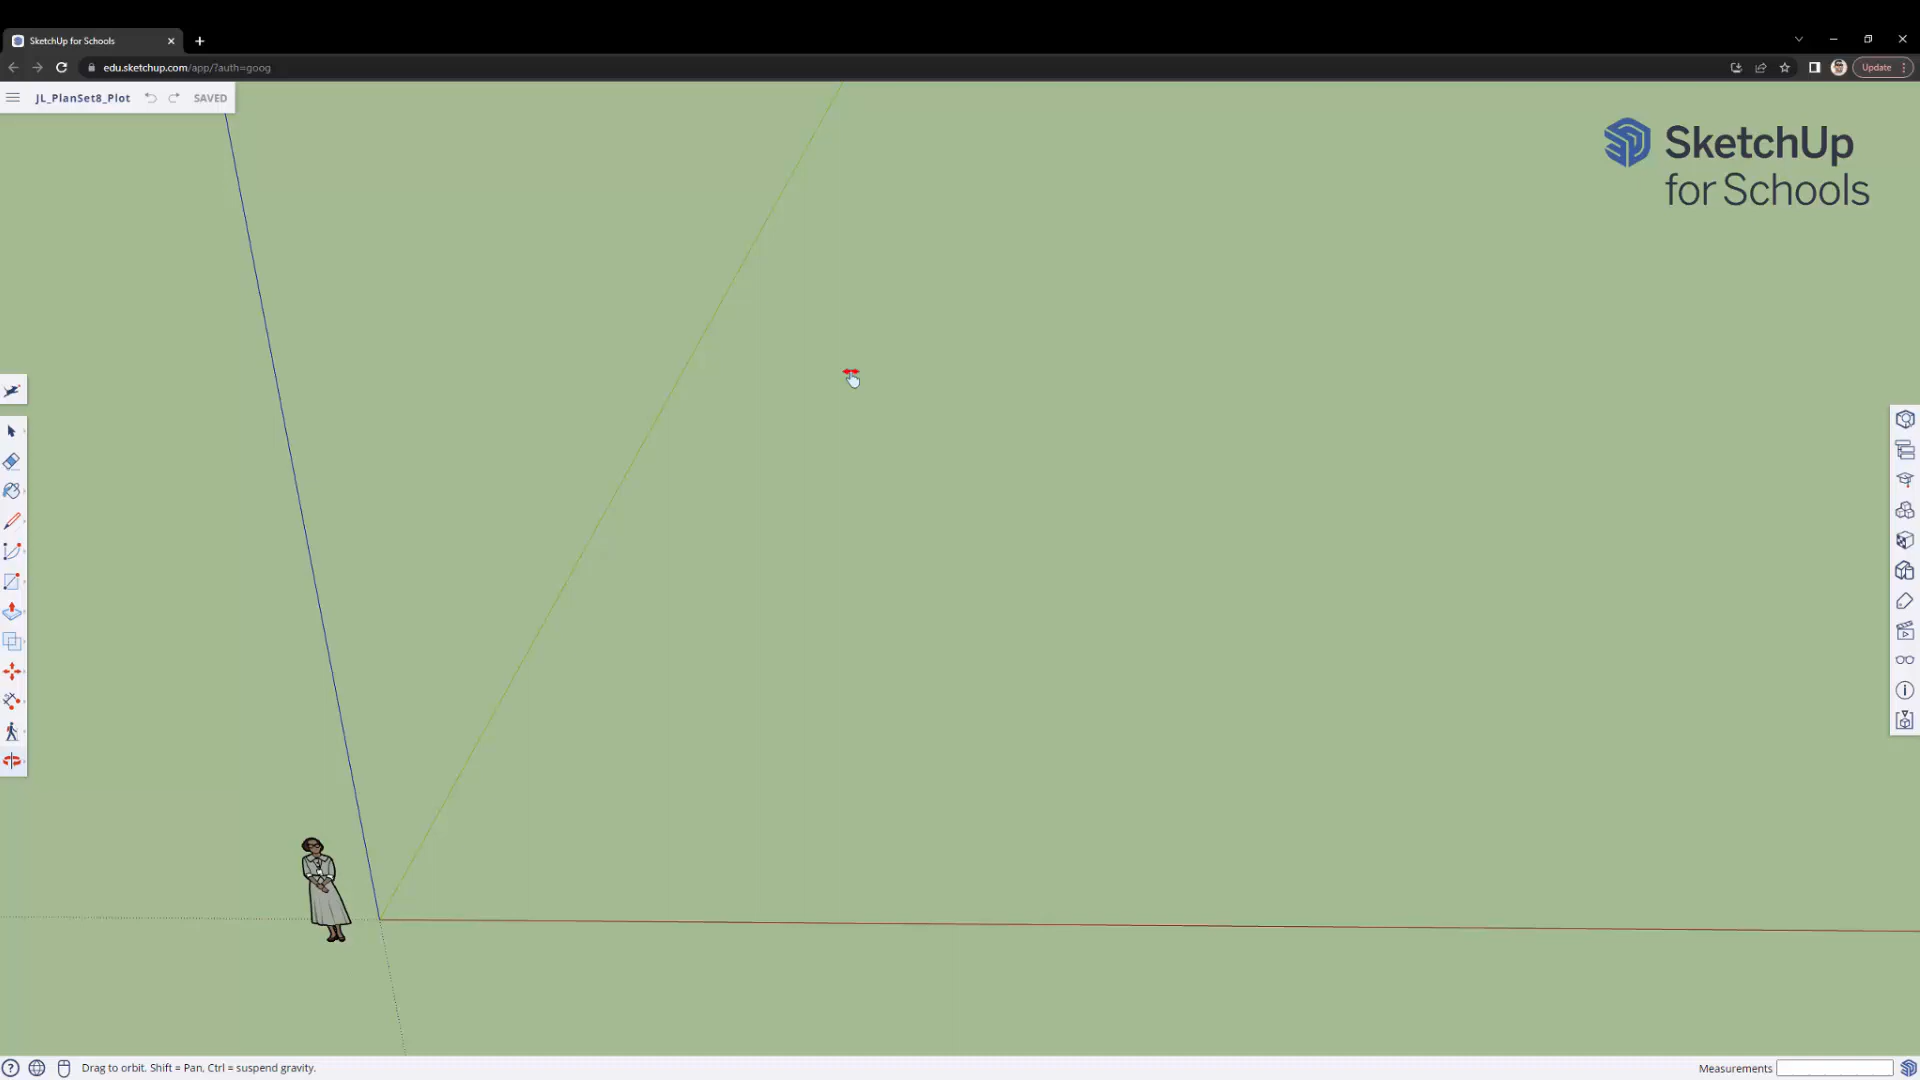 SketchUp for Schools
edu.sketchup.com/app/?auth=goog
Update
JL_PlanSet8_Plot
SAVED
SketchUp
for Schools
Drag to orbit. Shift = Pan, Ctrl = suspend gravity.
Measurements